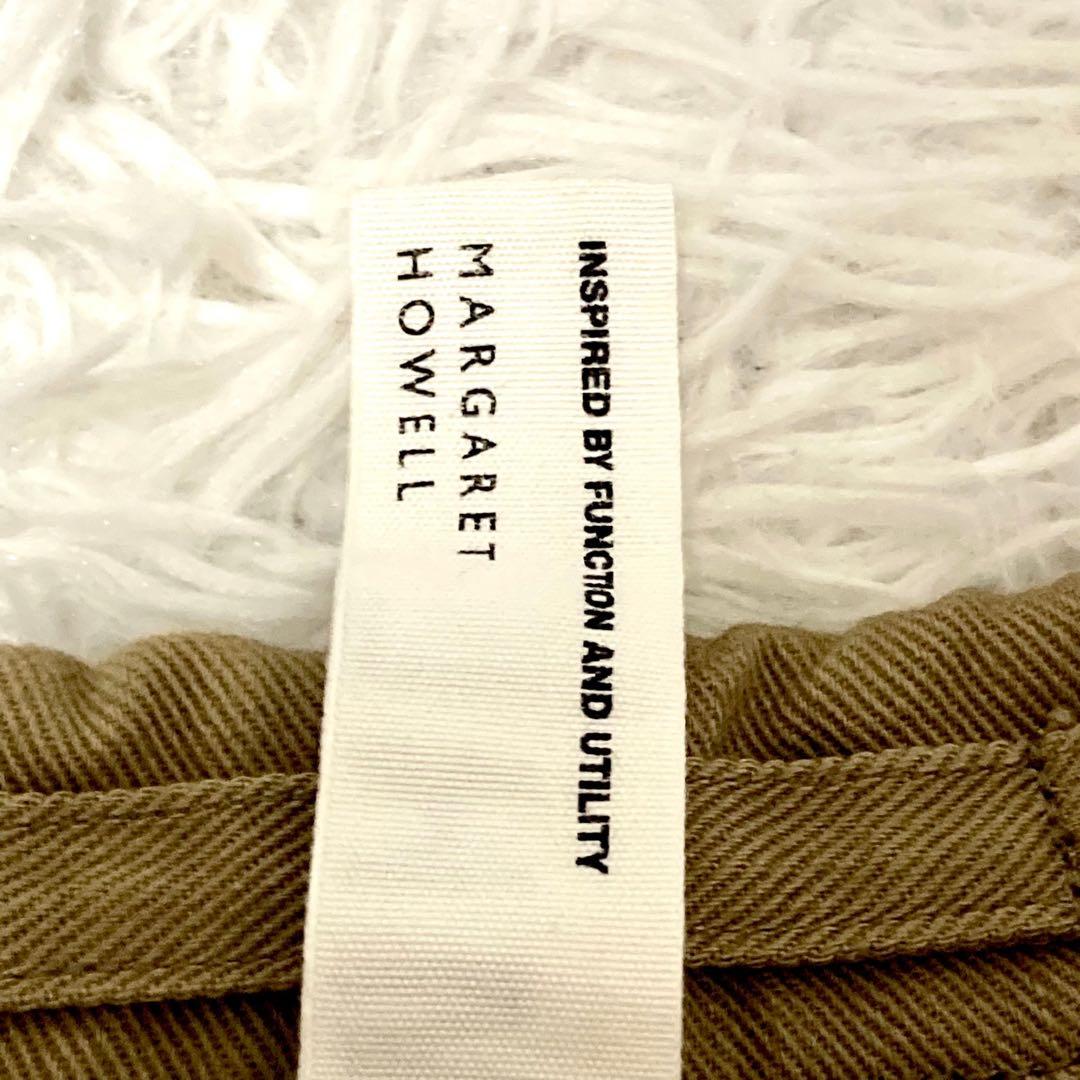 INSPIRED BY FUNCTION AND UTILITY
MARGARET
HOWELL